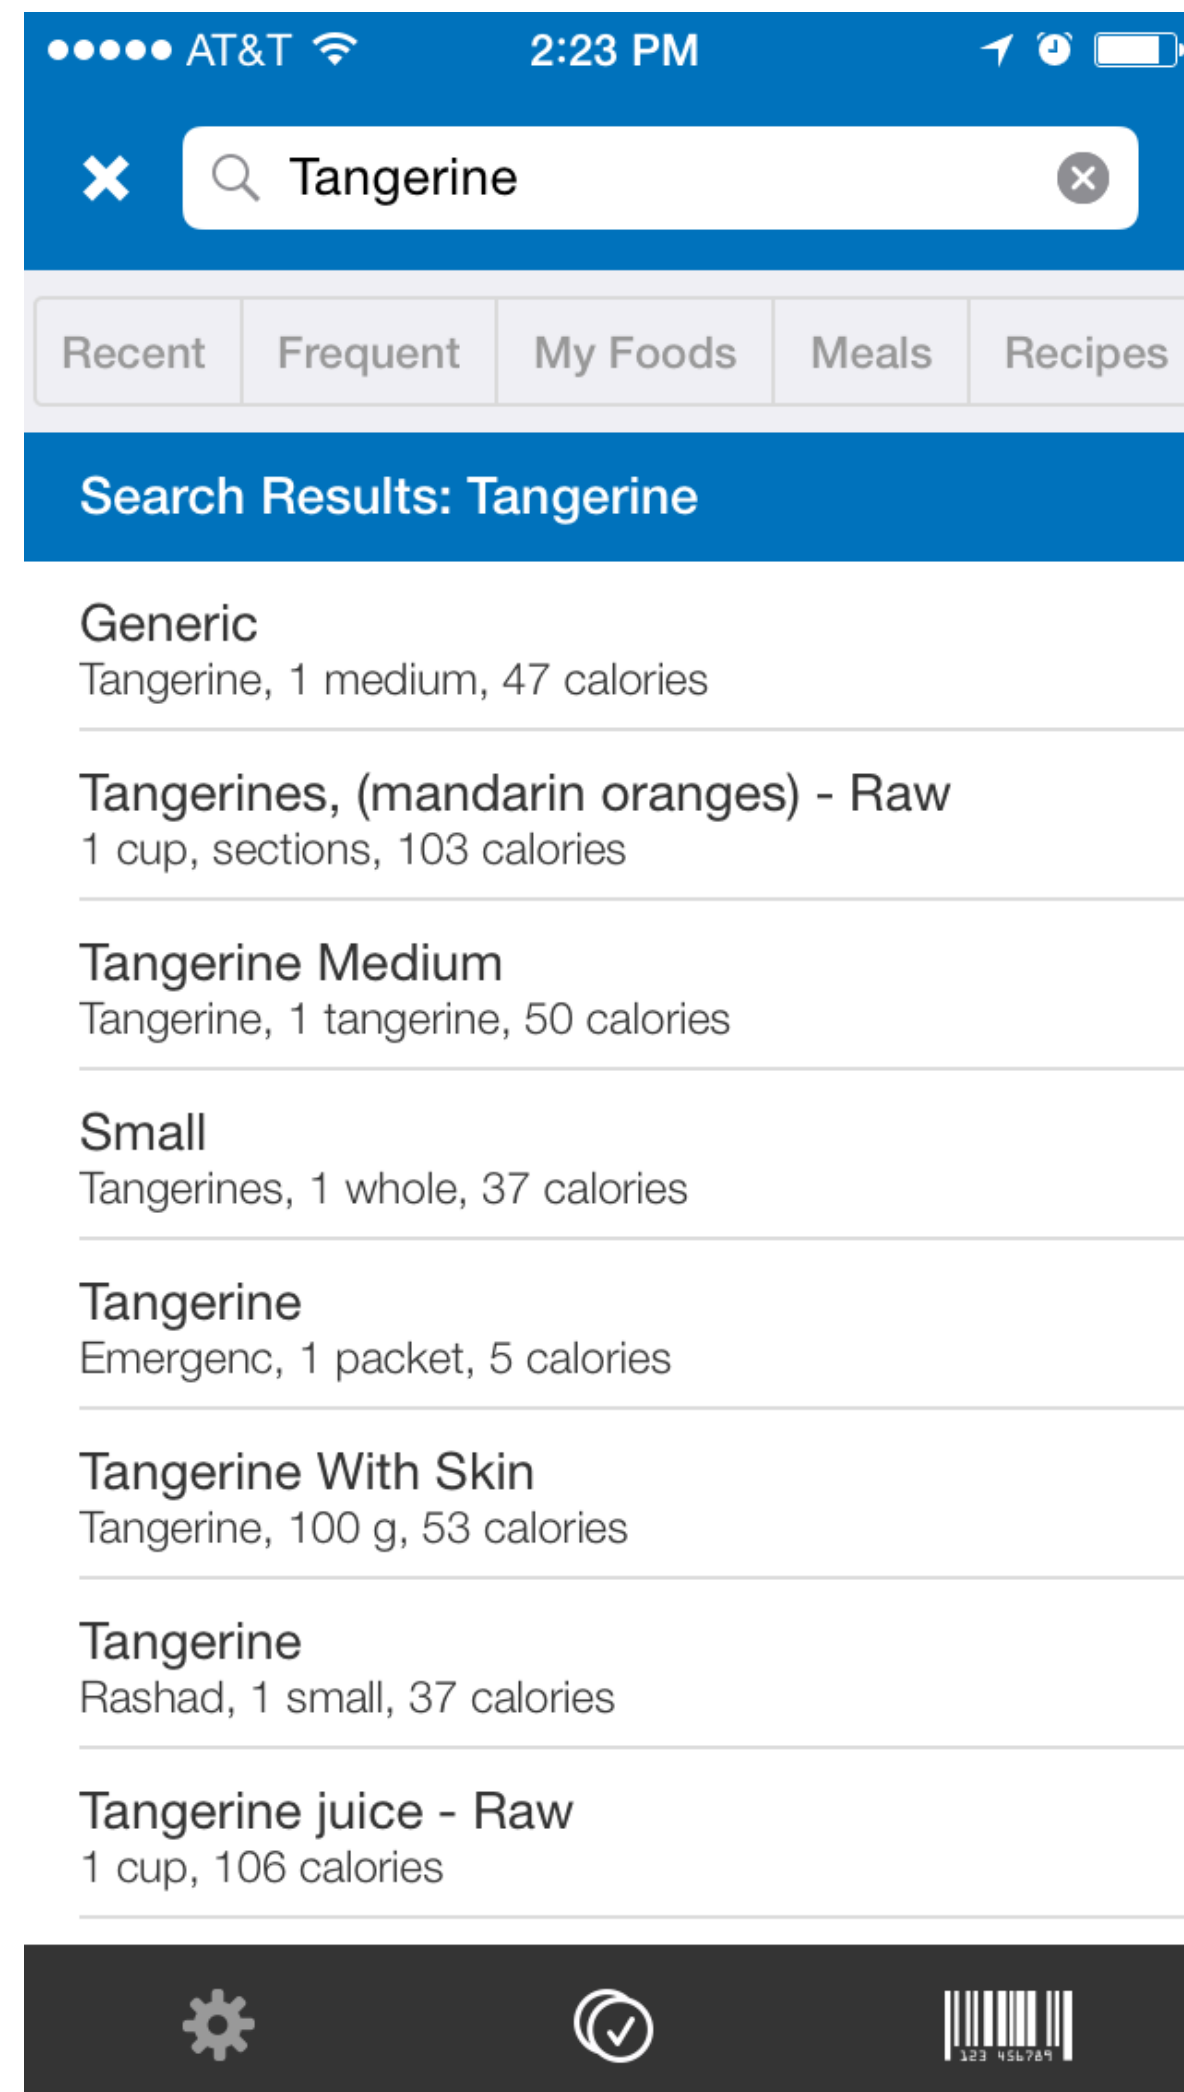 AT&T 2:23 PM
Tangerine
Recent Frequent My Foods Meals Recipes
Search Results: Tangerine
Generic
Tangerine, 1 medium, 47 calories
Tangerines, (mandarin oranges) - Raw
1 cup, sections, 103 calories
Tangerine Medium
Tangerine, 1 tangerine, 50 calories
Small
Tangerines, 1 whole, 37 calories
Tangerine
Emergenc, 1 packet, 5 calories
Tangerine With Skin
Tangerine, 100 g, 53 calories
Tangerine
Rashad, 1 small, 37 calories
Tangerine juice - Raw
1 cup, 106 calories
123 456789